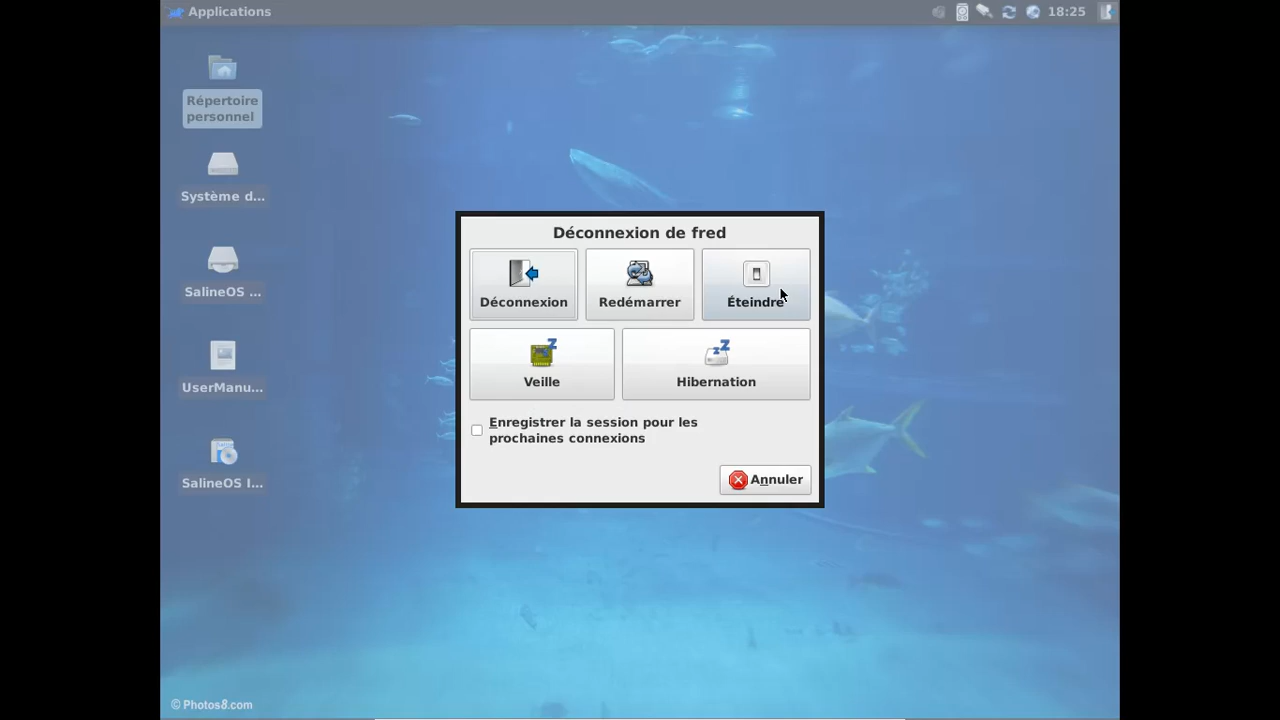 Applications
18:25
Répertoire
personnel
Système d...
SalineOS ...
UserManu...
SalineOS I...
Déconnexion de fred
Déconnexion
Redémarrer
Éteindre
Veille
Hibernation
Enregistrer la session pour les
prochaines connexions
Annuler
© Photos8.com